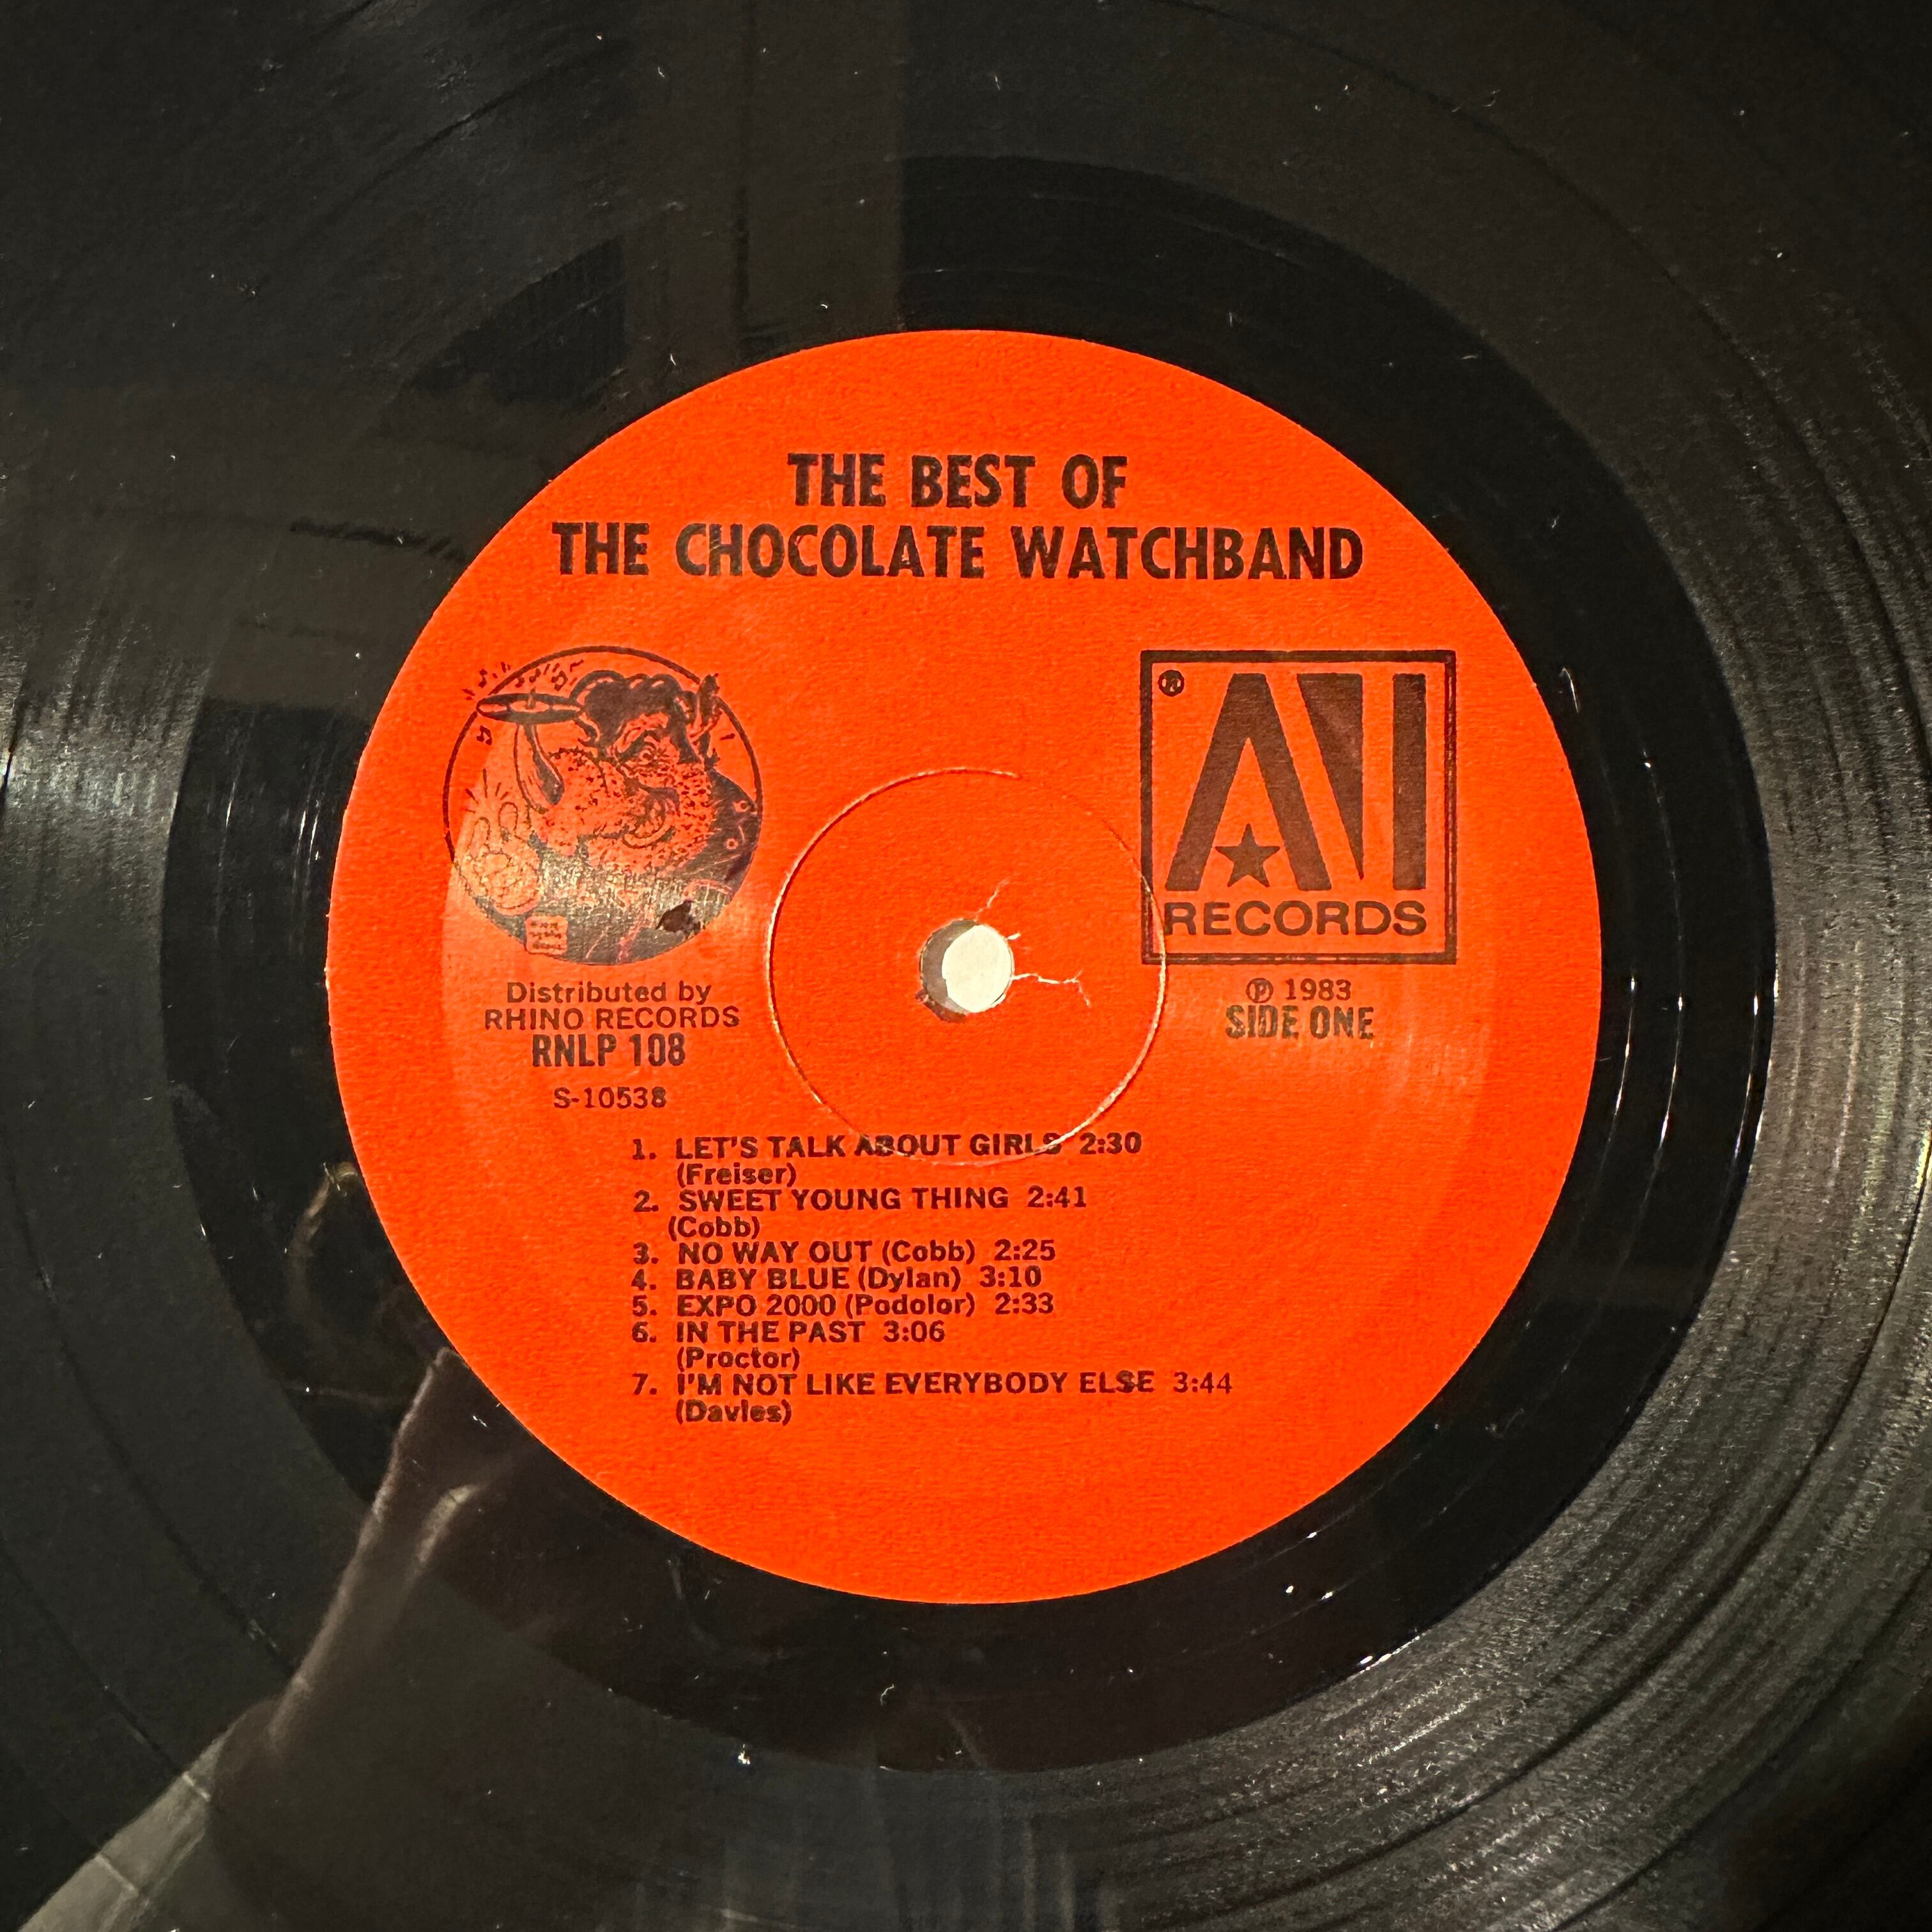 THE BEST OF
THE CHOCOLATE WATCHBAND
Distributed by
RHINO RECORDS
RNLP 108
S-10538
AVI
RECORDS
℗ 1983
SIDE ONE
1. LET'S TALK ABOUT GIRLS 2:30
(Freiser)
2. SWEET YOUNG THING 2:41
(Cobb)
3. NO WAY OUT (Cobb) 2:25
4. BABY BLUE (Dylan) 3:10
5. EXPO 2000 (Podolor) 2:33
6. IN THE PAST 3:06
(Proctor)
7. I'M NOT LIKE EVERYBODY ELSE 3:44
(Davies)